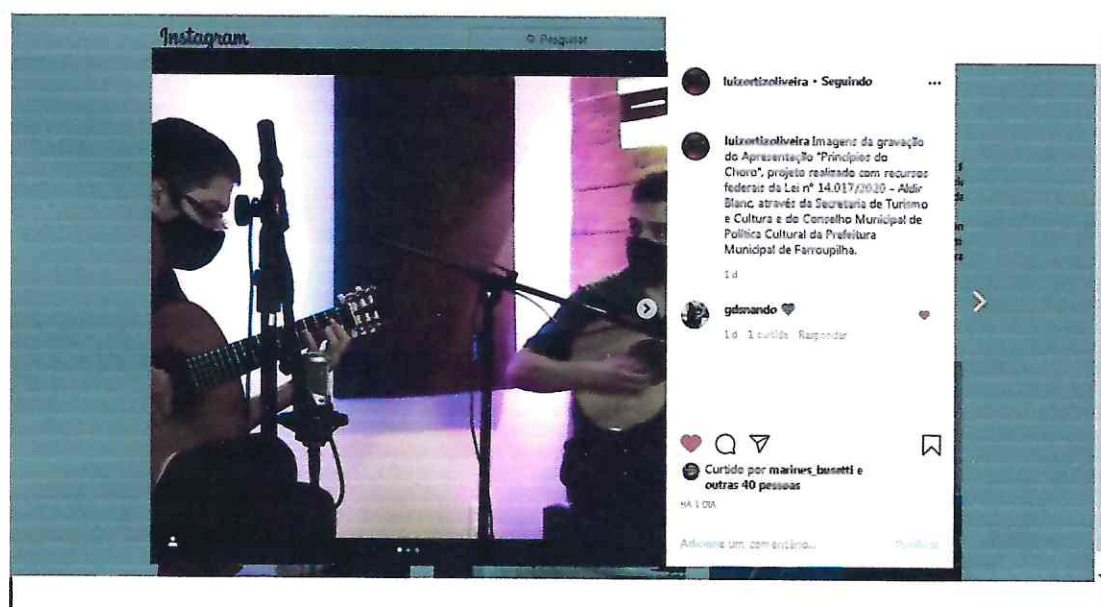 Instagram
Pesquisar
luizortizoliveira • Seguindo
luizortizoliveira Imagens da gravação
da Apresentação "Princípios do
Choro", projeto realizado com recursos
federais da Lei nº 14.017/2020 - Aldir
Blanc, através da Secretaria de Turismo
e Cultura e do Conselho Municipal de
Política Cultural da Prefeitura
Municipal de Farroupilha.
1 d
gdsnando
1 d 1 curtida Responder
Curtido por marines_busetti e
outras 40 pessoas
HÁ 1 DIA
Adicione um comentário...
Publicar